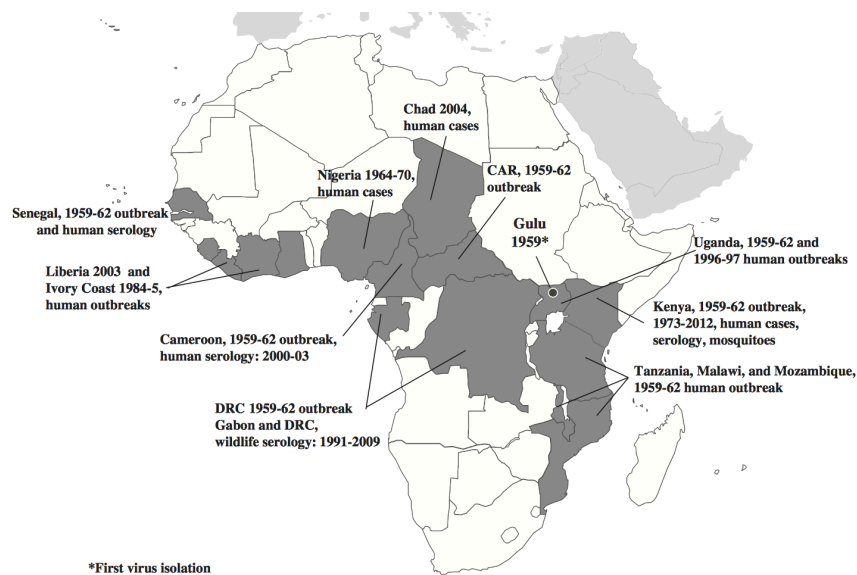 Chad 2004,
human cases
Nigeria 1964-70,
human cases
CAR, 1959-62
outbreak
Senegal, 1959-62 outbreak
and human serology
Gulu
1959*
Uganda, 1959-62 and
1996-97 human outbreaks
Liberia 2003 and
Ivory Coast 1984-5,
human outbreaks
Kenya, 1959-62 outbreak,
1973-2012, human cases,
serology, mosquitoes
Cameroon, 1959-62 outbreak,
human serology: 2000-03
Tanzania, Malawi, and Mozambique,
1959-62 human outbreak
DRC 1959-62 outbreak
Gabon and DRC,
wildlife serology: 1991-2009
*First virus isolation